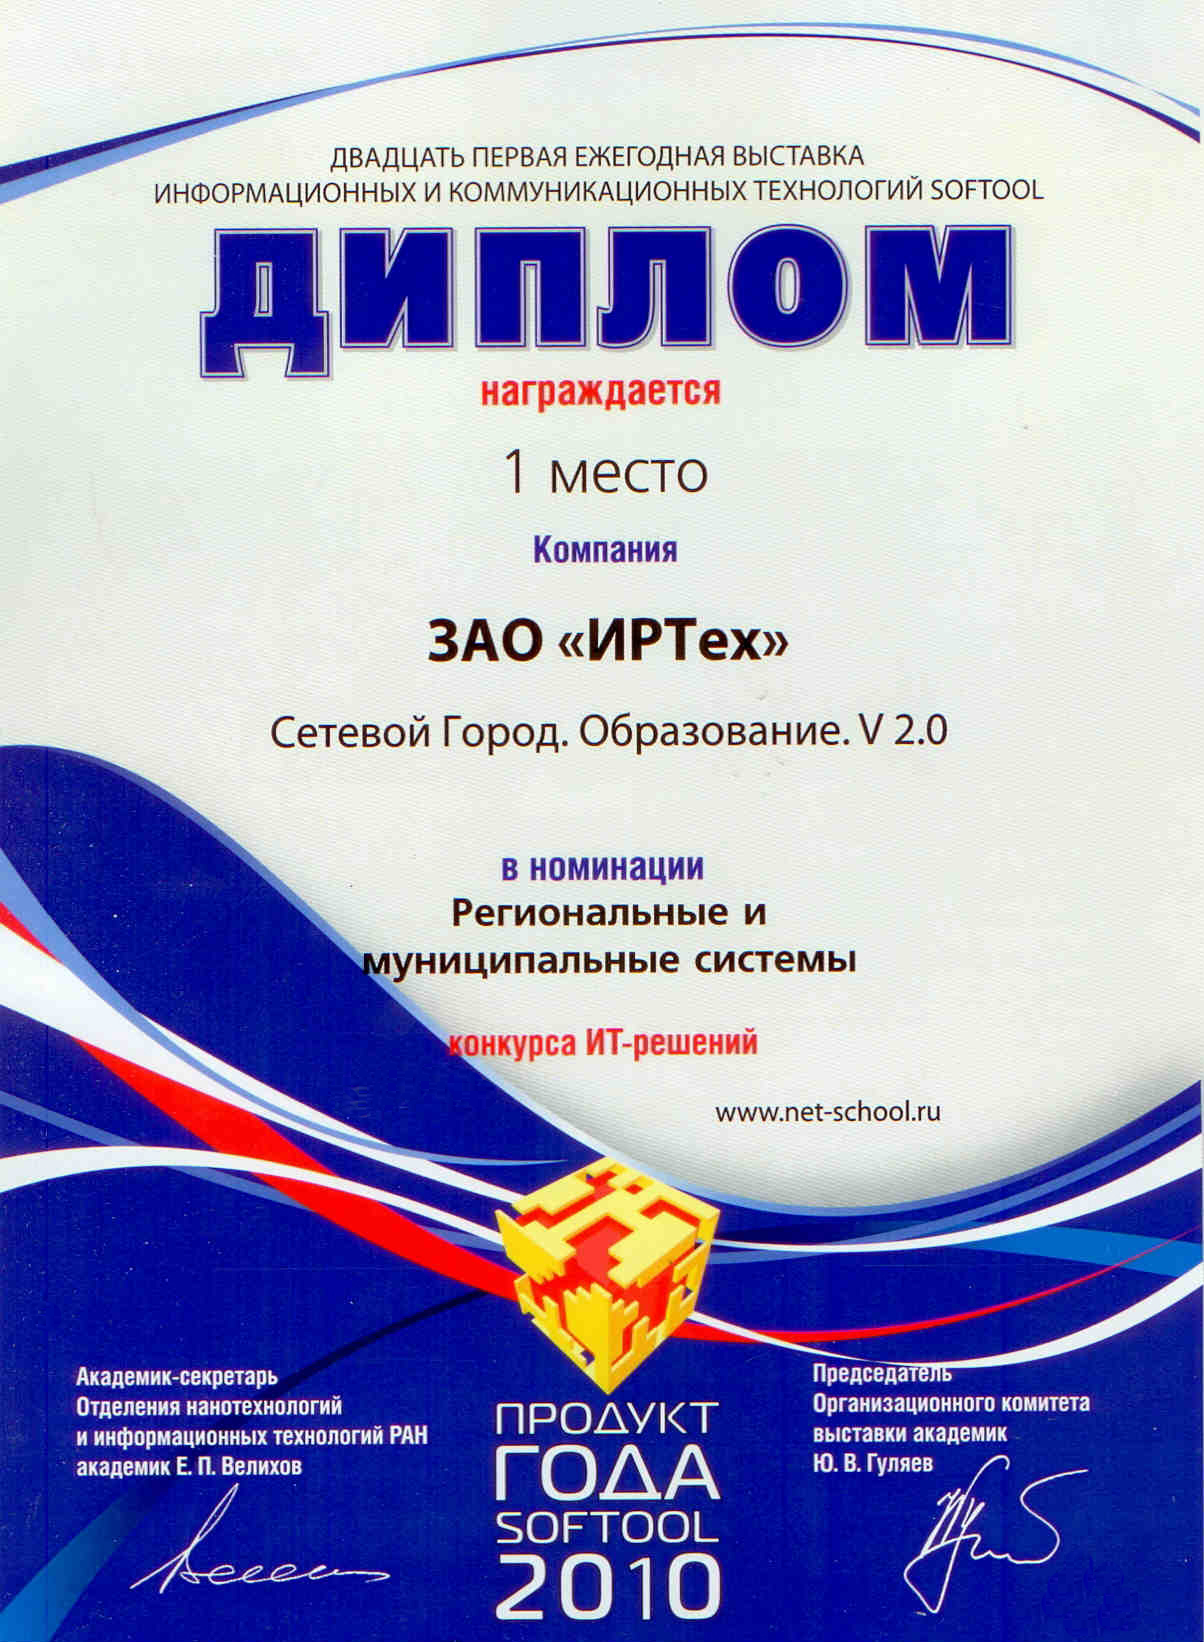 ДВАДЦАТЬ ПЕРВАЯ ЕЖЕГОДНАЯ ВЫСТАВКА
ИНФОРМАЦИОННЫХ И КОММУНИКАЦИОННЫХ ТЕХНОЛОГИЙ SOFTOOL
ДИПЛОМ
награждается
1 место
Компания
ЗАО «ИРТех»
Сетевой Город. Образование. V 2.0
в номинации
Региональные и
муниципальные системы
конкурса ИТ-решений
www.net-school.ru
Академик-секретарь
Отделения нанотехнологий
и информационных технологий РАН
академик Е. П. Велихов
Председатель
Организационного комитета
выставки академик
Ю. В. Гуляев
ПРОДУКТ
ГОДА
SOFTOOL
2010